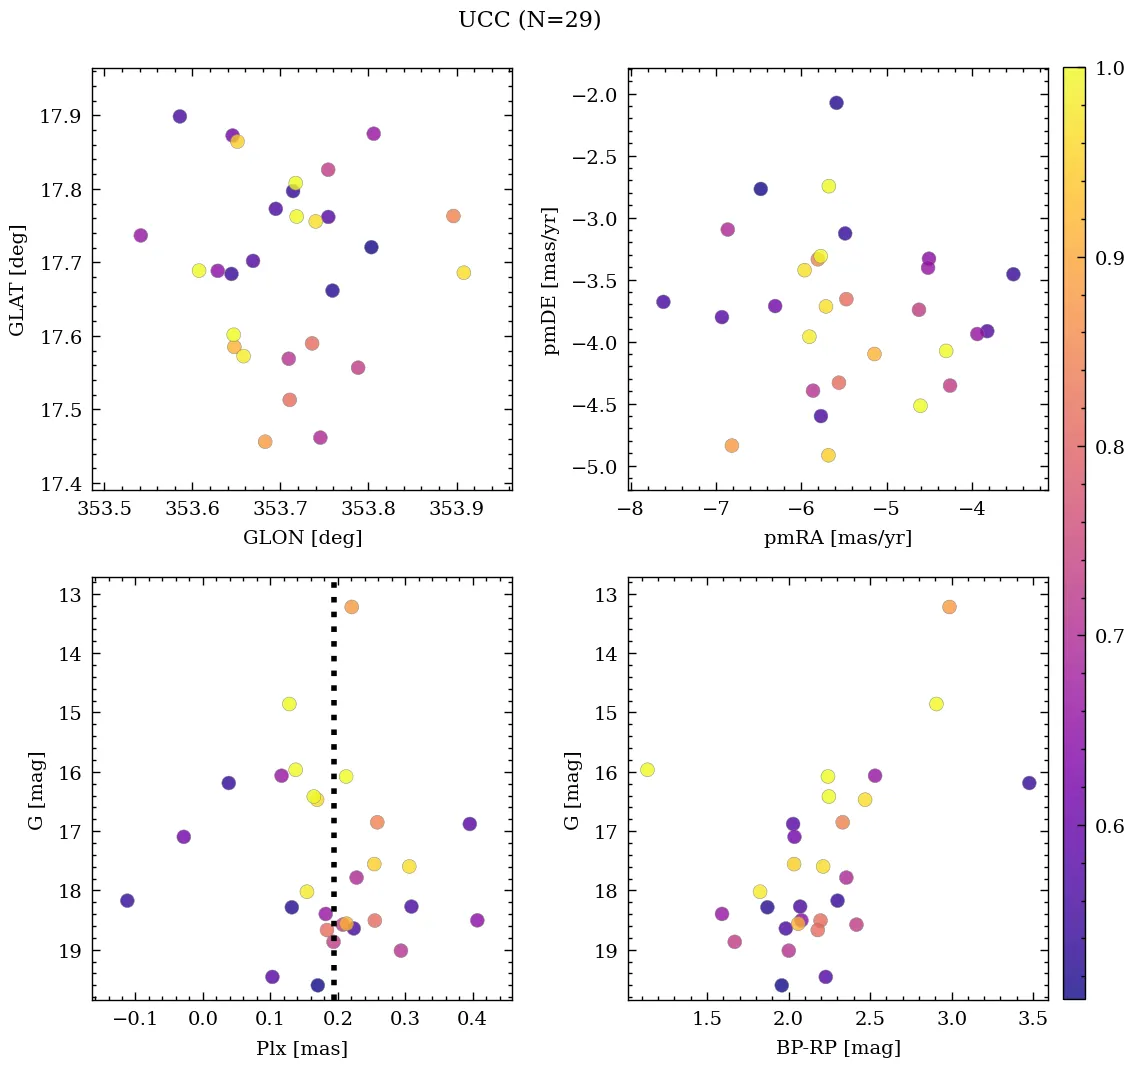 UCC (N=29)
17.9
17.8
17.7
17.6
17.5
17.4
GLAT [deg]
353.5 353.6 353.7 353.8 353.9
GLON [deg]
−2.0
−2.5
−3.0
−3.5
−4.0
−4.5
−5.0
pmDE [mas/yr]
−8 −7 −6 −5 −4
pmRA [mas/yr]
1.0
0.9
0.8
0.7
0.6
13
14
15
16
17
18
19
G [mag]
−0.1 0.0 0.1 0.2 0.3 0.4
Plx [mas]
13
14
15
16
17
18
19
G [mag]
1.5 2.0 2.5 3.0 3.5
BP-RP [mag]